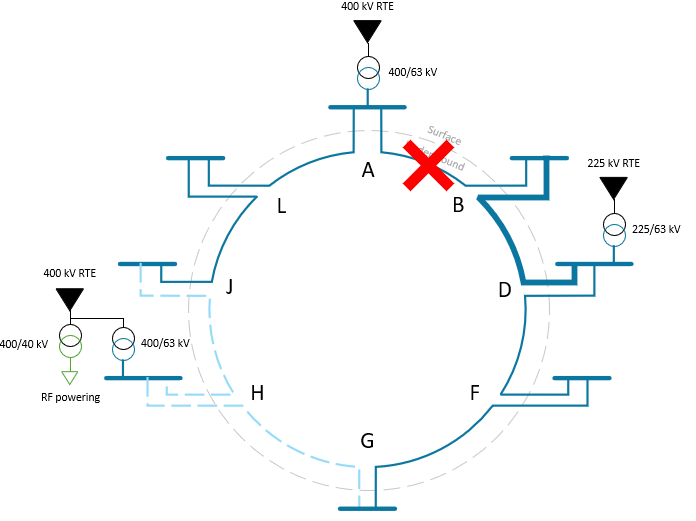 400 kV RTE
400/63 kV
Surface
A
225 kV RTE
L
B
225/63 kV
400 kV RTE
J
D
400/40 kV
400/63 kV
RF powering
H
F
G